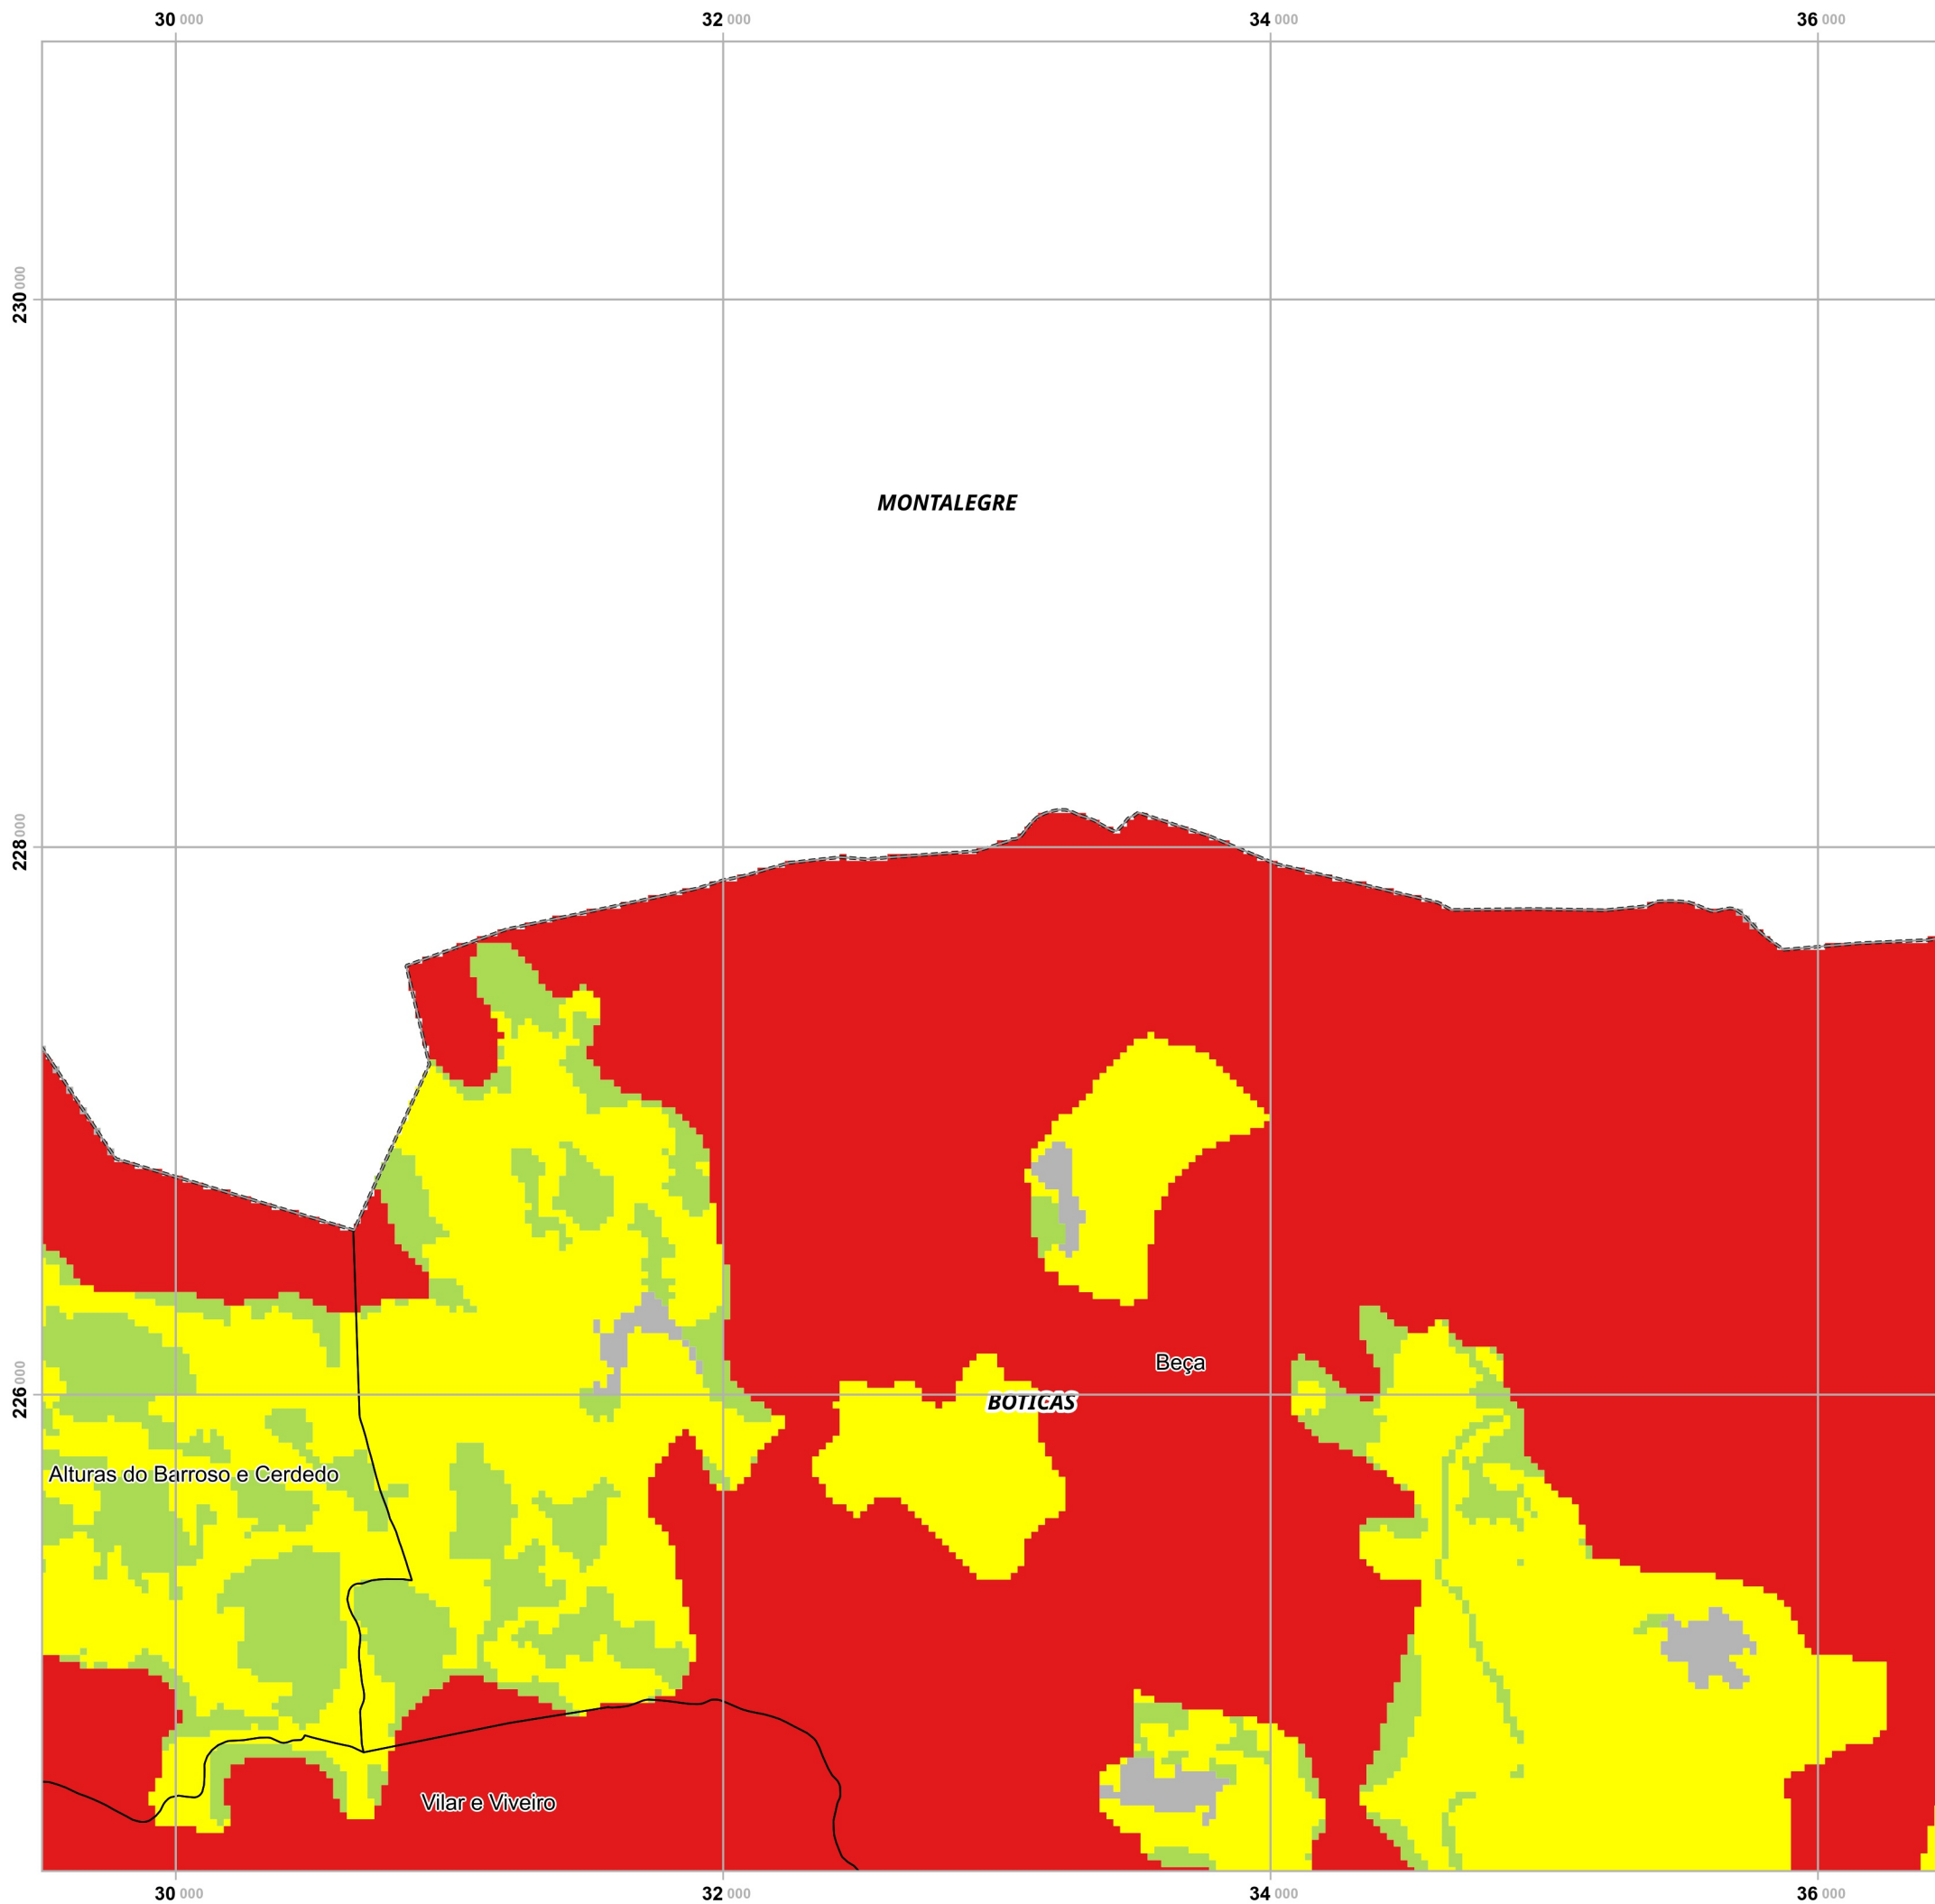 30 000 32 000 34 000 36 000
230 000
MONTALEGRE
228 000
Beça
226 000
BOTICAS
Alturas do Barroso e Cerdedo
Vilar e Viveiro
30 000 32 000 34 000 36 000